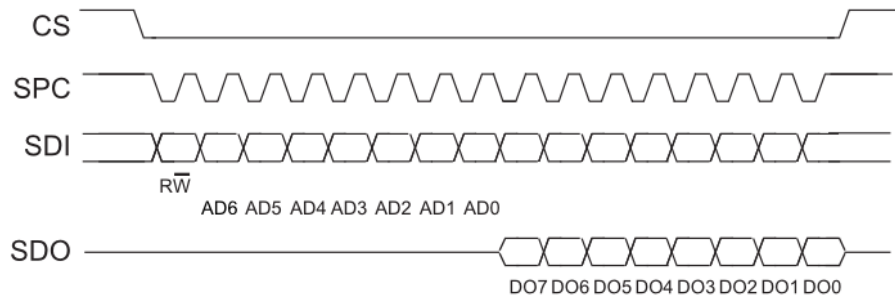 CS
SPC
SDI
RW̅
AD6 AD5 AD4 AD3 AD2 AD1 AD0
SDO
DO7 DO6 DO5 DO4 DO3 DO2 DO1 DO0